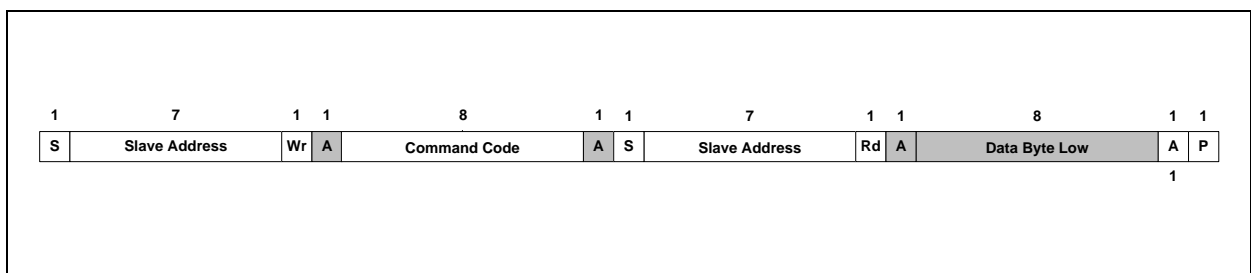 1 7 1 1 8 1 1 7 1 1 8 1 1
S Slave Address Wr A Command Code A S Slave Address Rd A Data Byte Low A P
1